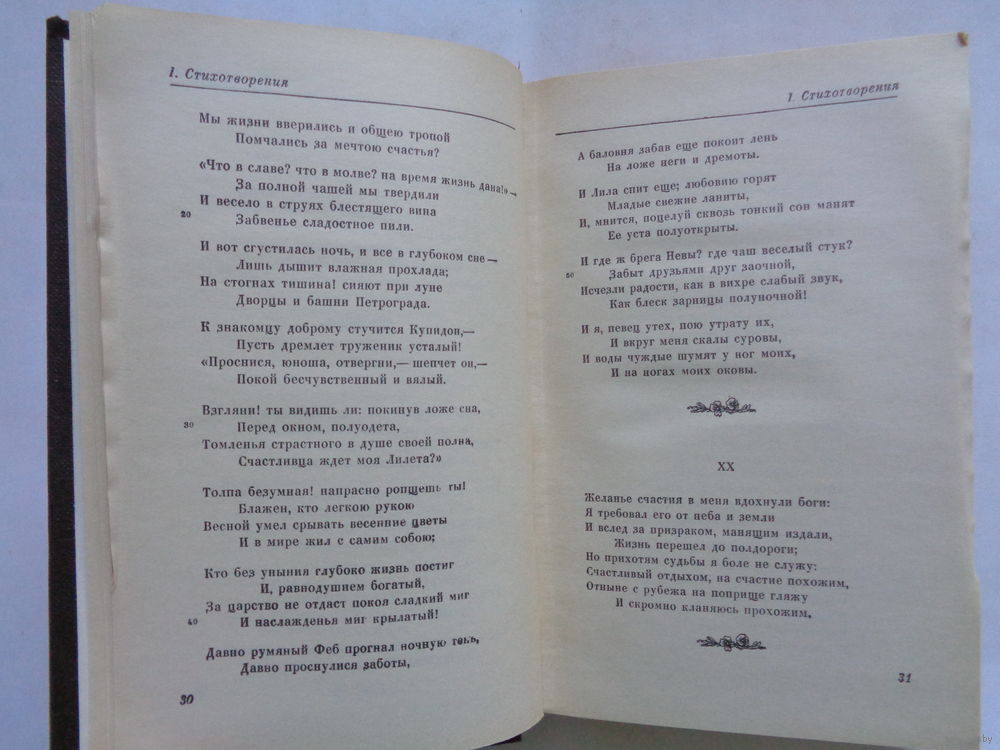 1. Стихотворения
Мы жизни вверились и общею тропой
Помчались за мечтою счастья?
«Что в славе? что в молве? на время жизнь дана!»—
За полной чашей мы твердили
И весело в струях блестящего вина
20
Забвенье сладостное пили.
И вот сгустилась ночь, и все в глубоком сне—
Лишь дышит влажная прохлада;
На стогнах тишина! сияют при луне
Дворцы и башни Петрограда.
К знакомцу доброму стучится Купидон,—
Пусть дремлет труженик усталый!
«Проснися, юноша, отвергни,— шепчет он,—
Покой бесчувственный и вялый.
Взгляни! ты видишь ли: покинув ложе сна,
30
Перед окном, полуодета,
Томленья страстного в душе своей полна,
Счастливца ждет моя Лилета?»
Толпа безумная! напрасно ропщешь ты!
Блажен, кто легкою рукою
Весной умел срывать весенние цветы
И в мире жил с самим собою;
Кто без уныния глубоко жизнь постиг
И, равнодушием богатый,
За царство не отдаст покоя сладкий миг
40
И наслажденья миг крылатый!
Давно румяный Феб прогнал ночную тень,
Давно проснулися заботы,
30
1. Стихотворения
А баловня забав еще покоит лень
На ложе неги и дремоты.
И Лила спит еще; любовию горят
Младые свежие ланиты,
И, мнится, поцелуй сквозь тонкий сон манят
Ее уста полуоткрыты.
И где ж брега Невы? где чаш веселый стук?
50
Забыт друзьями друг заочной,
Исчезли радости, как в вихре слабый звук,
Как блеск зарницы полуночной!
И я, певец утех, пою утрату их,
И вкруг меня скалы суровы,
И воды чуждые шумят у ног моих,
И на ногах моих оковы.
XX
Желанье счастия в меня вдохнули боги:
Я требовал его от неба и земли
И вслед за призраком, манящим издали,
Жизнь перешел до полдороги;
Но прихотям судьбы я боле не служу:
Счастливый отдыхом, на счастие похожим,
Отныне с рубежа на поприще гляжу
И скромно кланяюсь прохожим.
31